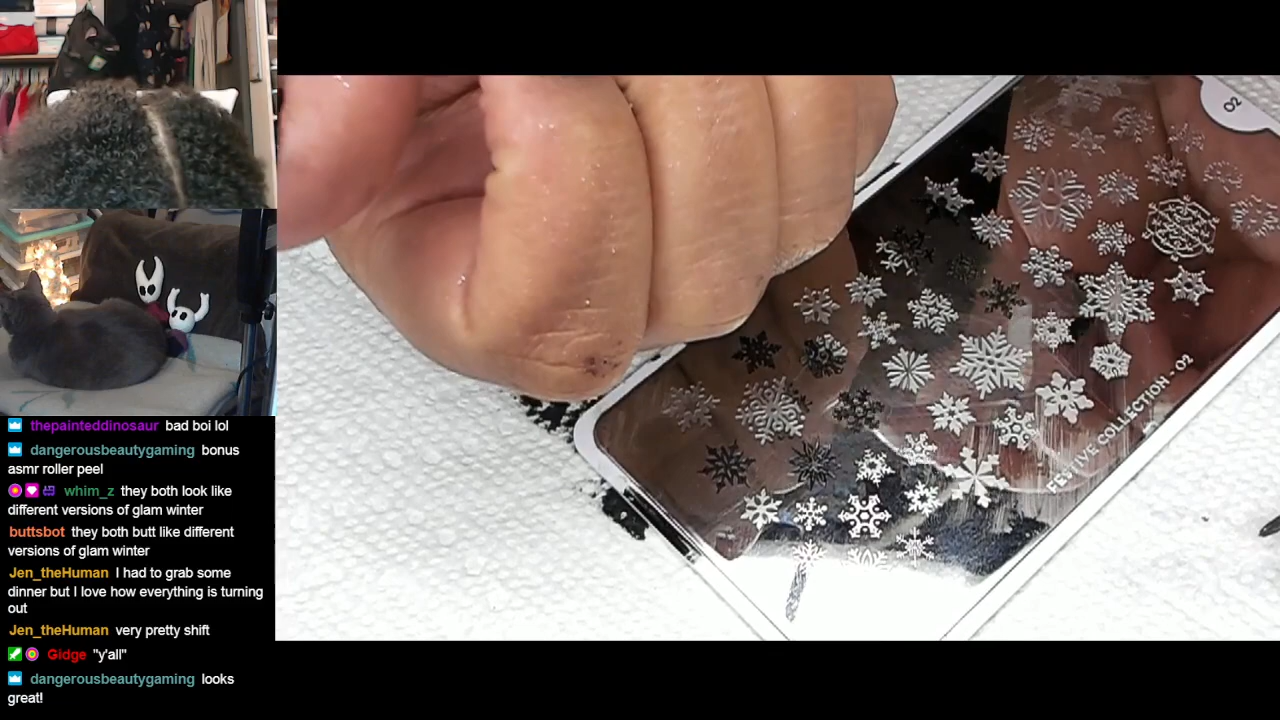 thepainteddinosaur bad boi lol
dangerousbeautygaming bonus
asmr roller peel
whim_z they both look like
different versions of glam winter
buttsbot they both butt like different
versions of glam winter
Jen_theHuman I had to grab some
dinner but I love how everything is turning
out
Jen_theHuman very pretty shift
Gidge "y'all"
dangerousbeautygaming looks
great!
02
FESTIVE COLLECTION - 02